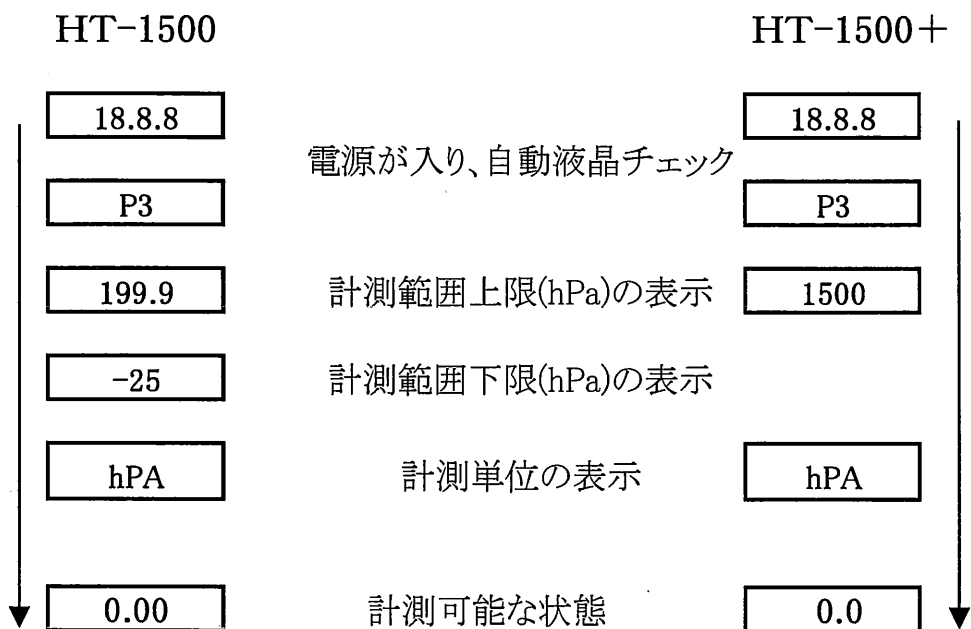 HT-1500 HT-1500+
18.8.8 18.8.8
電源が入り、自動液晶チェック
P3 P3
199.9 計測範囲上限(hPa)の表示 1500
-25 計測範囲下限(hPa)の表示
hPA 計測単位の表示 hPA
0.00 計測可能な状態 0.0